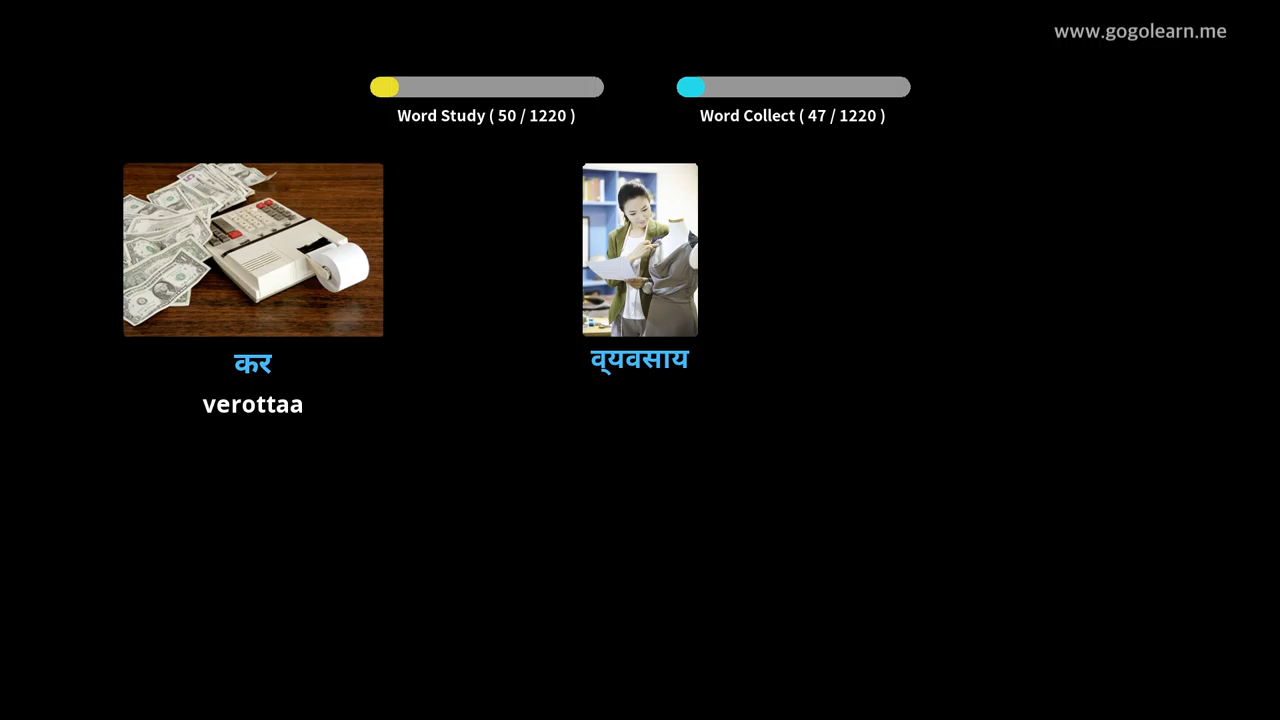 www.gogolearn.me
Word Study ( 50 / 1220 )
Word Collect ( 47 / 1220 )
कर
verottaa
व्यवसाय